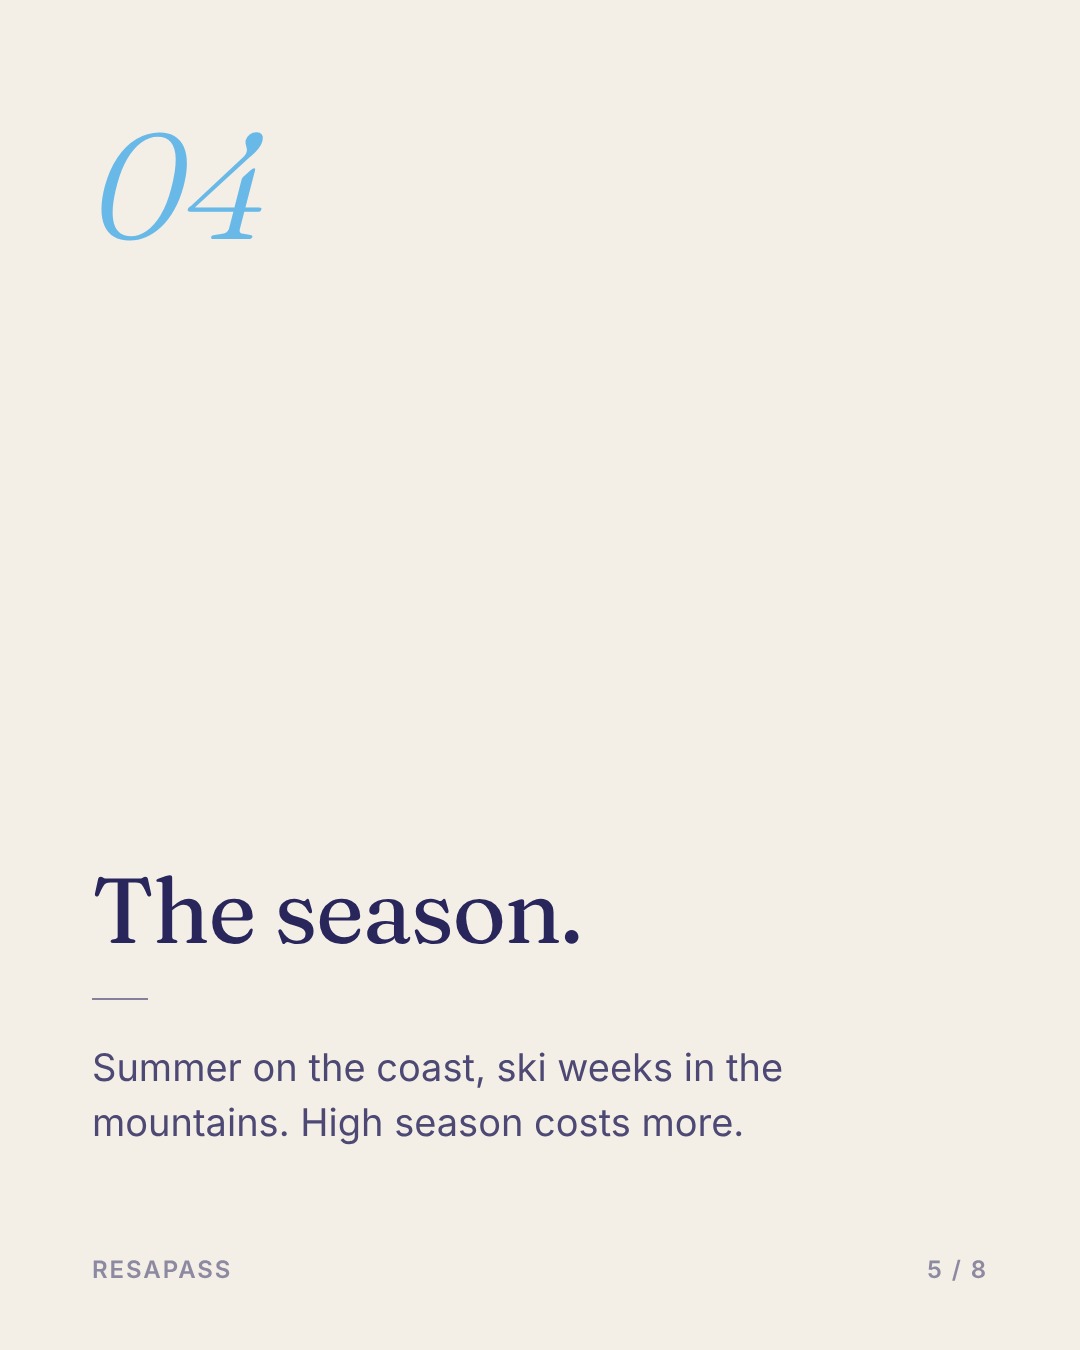 04
The season.
Summer on the coast, ski weeks in the
mountains. High season costs more.
RESAPASS
5 / 8